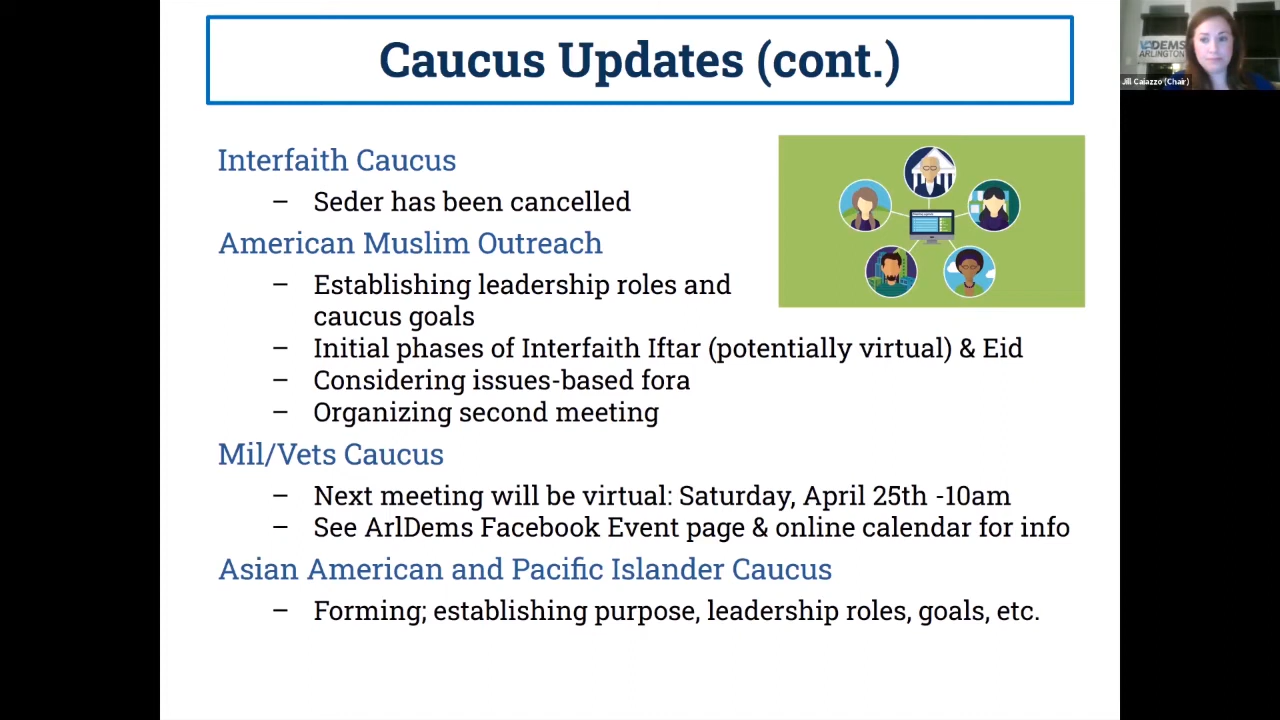 Caucus Updates (cont.)
DEMS
ARLINGTON
Jill Caiazzo (Chair)
Interfaith Caucus
– Seder has been cancelled
American Muslim Outreach
– Establishing leadership roles and
caucus goals
– Initial phases of Interfaith Iftar (potentially virtual) & Eid
– Considering issues-based fora
– Organizing second meeting
Mil/Vets Caucus
– Next meeting will be virtual: Saturday, April 25th -10am
– See ArlDems Facebook Event page & online calendar for info
Asian American and Pacific Islander Caucus
– Forming; establishing purpose, leadership roles, goals, etc.